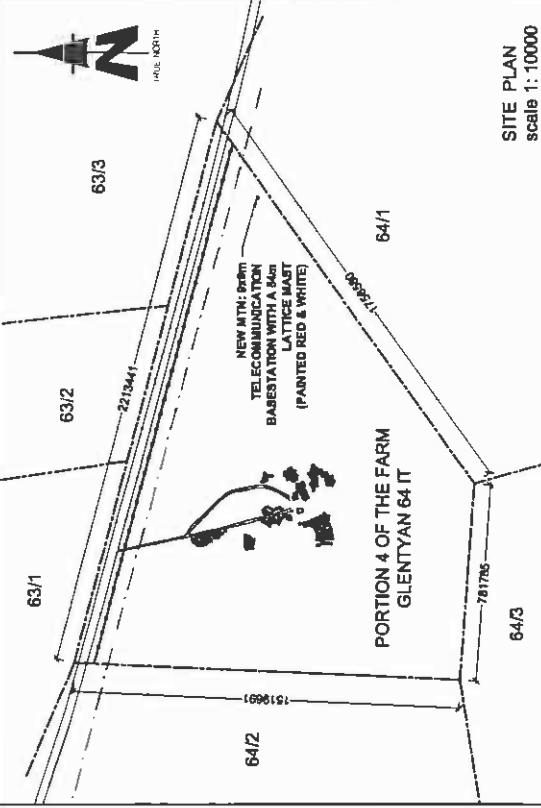 N
TRUE NORTH
63/3
63/2
63/1
2213441
NEW MTN: 9x9m
TELECOMMUNICATION
BASESTATION WITH A 54m
LATTICE MAST
(PAINTED RED & WHITE)
64/1
PORTION 4 OF THE FARM
GLENTYAN 64 IT
1519691
64/2
781785
64/3
SITE PLAN
scale 1: 10000